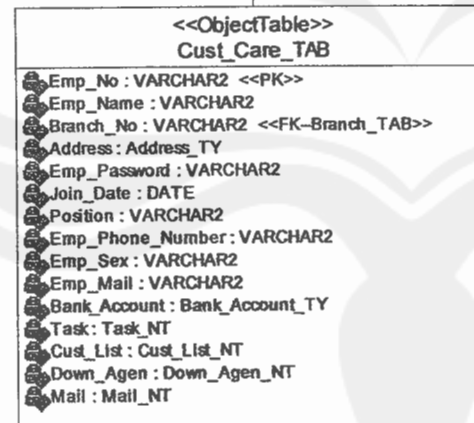 <<ObjectTable>>
Cust_Care_TAB
Emp_No : VARCHAR2 <<PK>>
Emp_Name : VARCHAR2
Branch_No : VARCHAR2 <<FK-Branch_TAB>>
Address : Address_TY
Emp_Password : VARCHAR2
Join_Date : DATE
Position : VARCHAR2
Emp_Phone_Number : VARCHAR2
Emp_Sex : VARCHAR2
Emp_Mail : VARCHAR2
Bank_Account : Bank_Account_TY
Task : Task_NT
Cust_List : Cust_List_NT
Down_Agen : Down_Agen_NT
Mail : Mail_NT